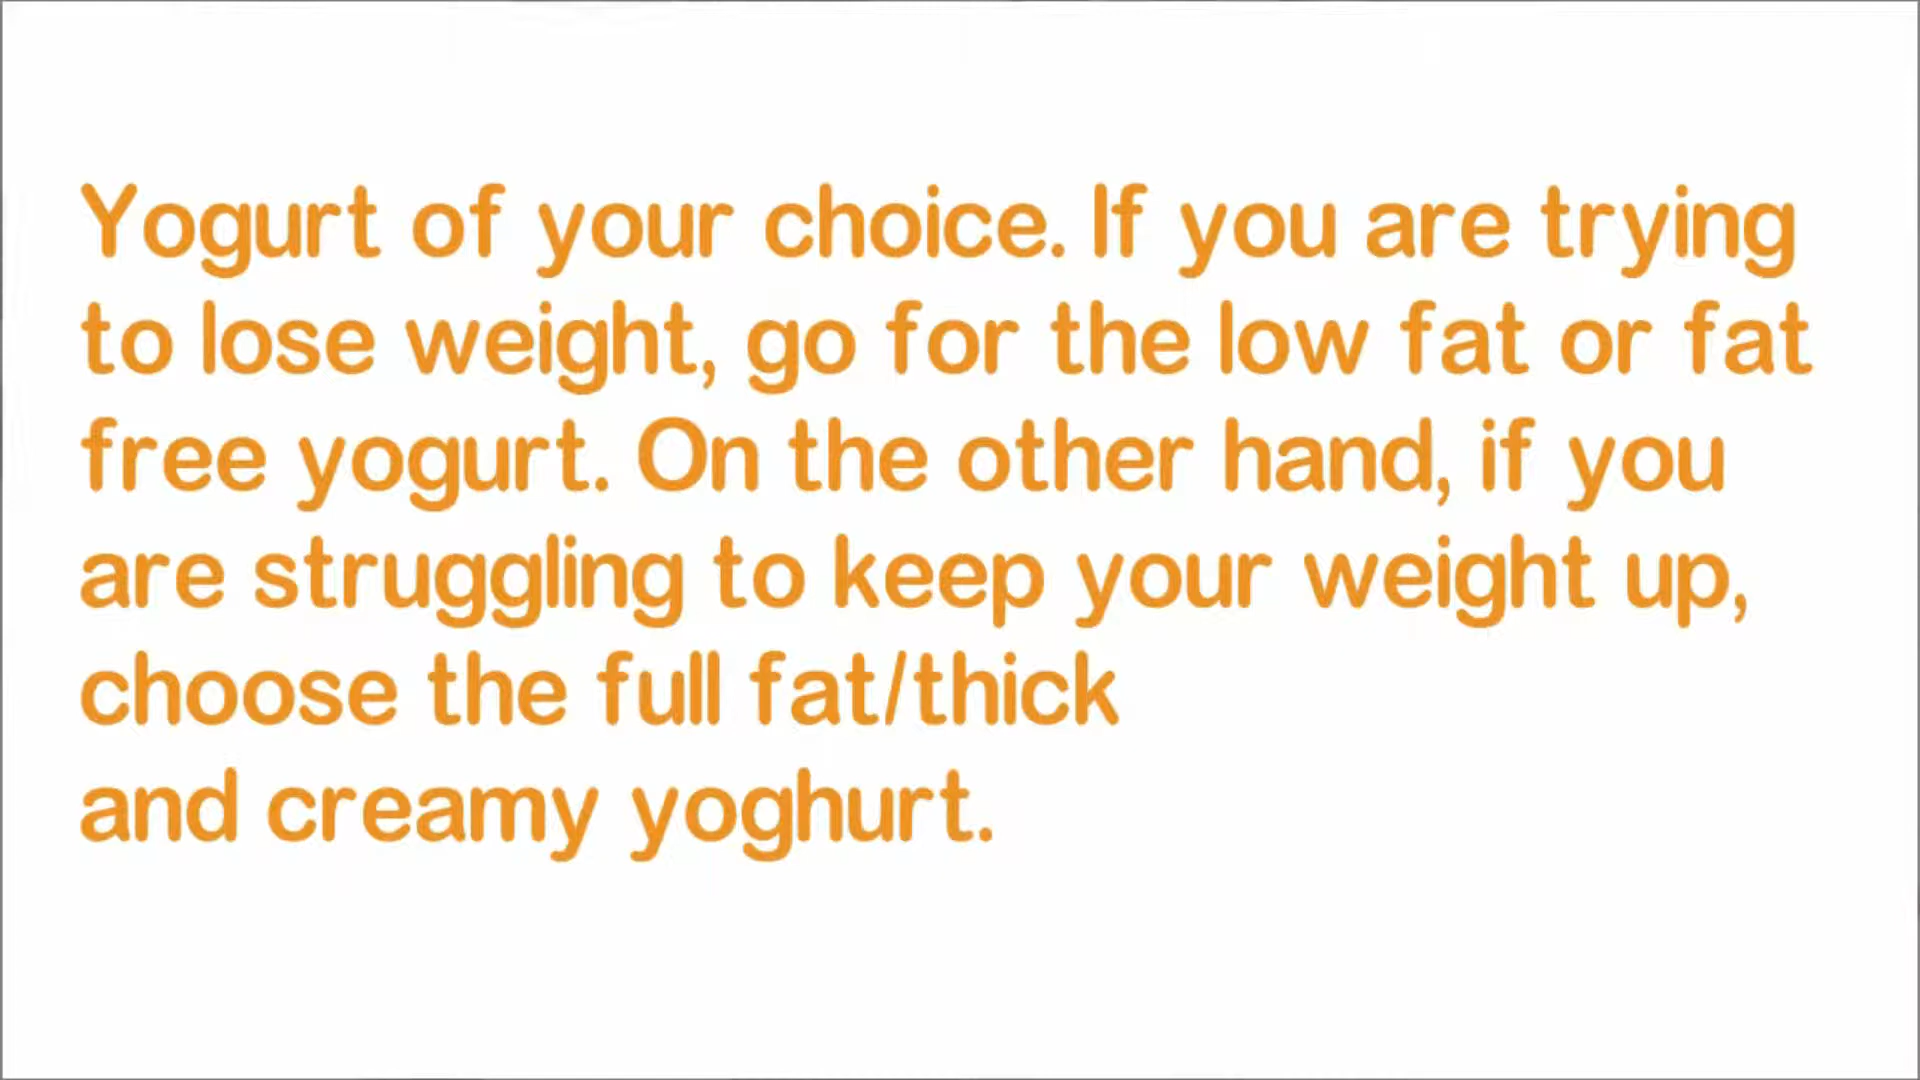 Yogurt of your choice. If you are trying
to lose weight, go for the low fat or fat
free yogurt. On the other hand, if you
are struggling to keep your weight up,
choose the full fat/thick
and creamy yoghurt.